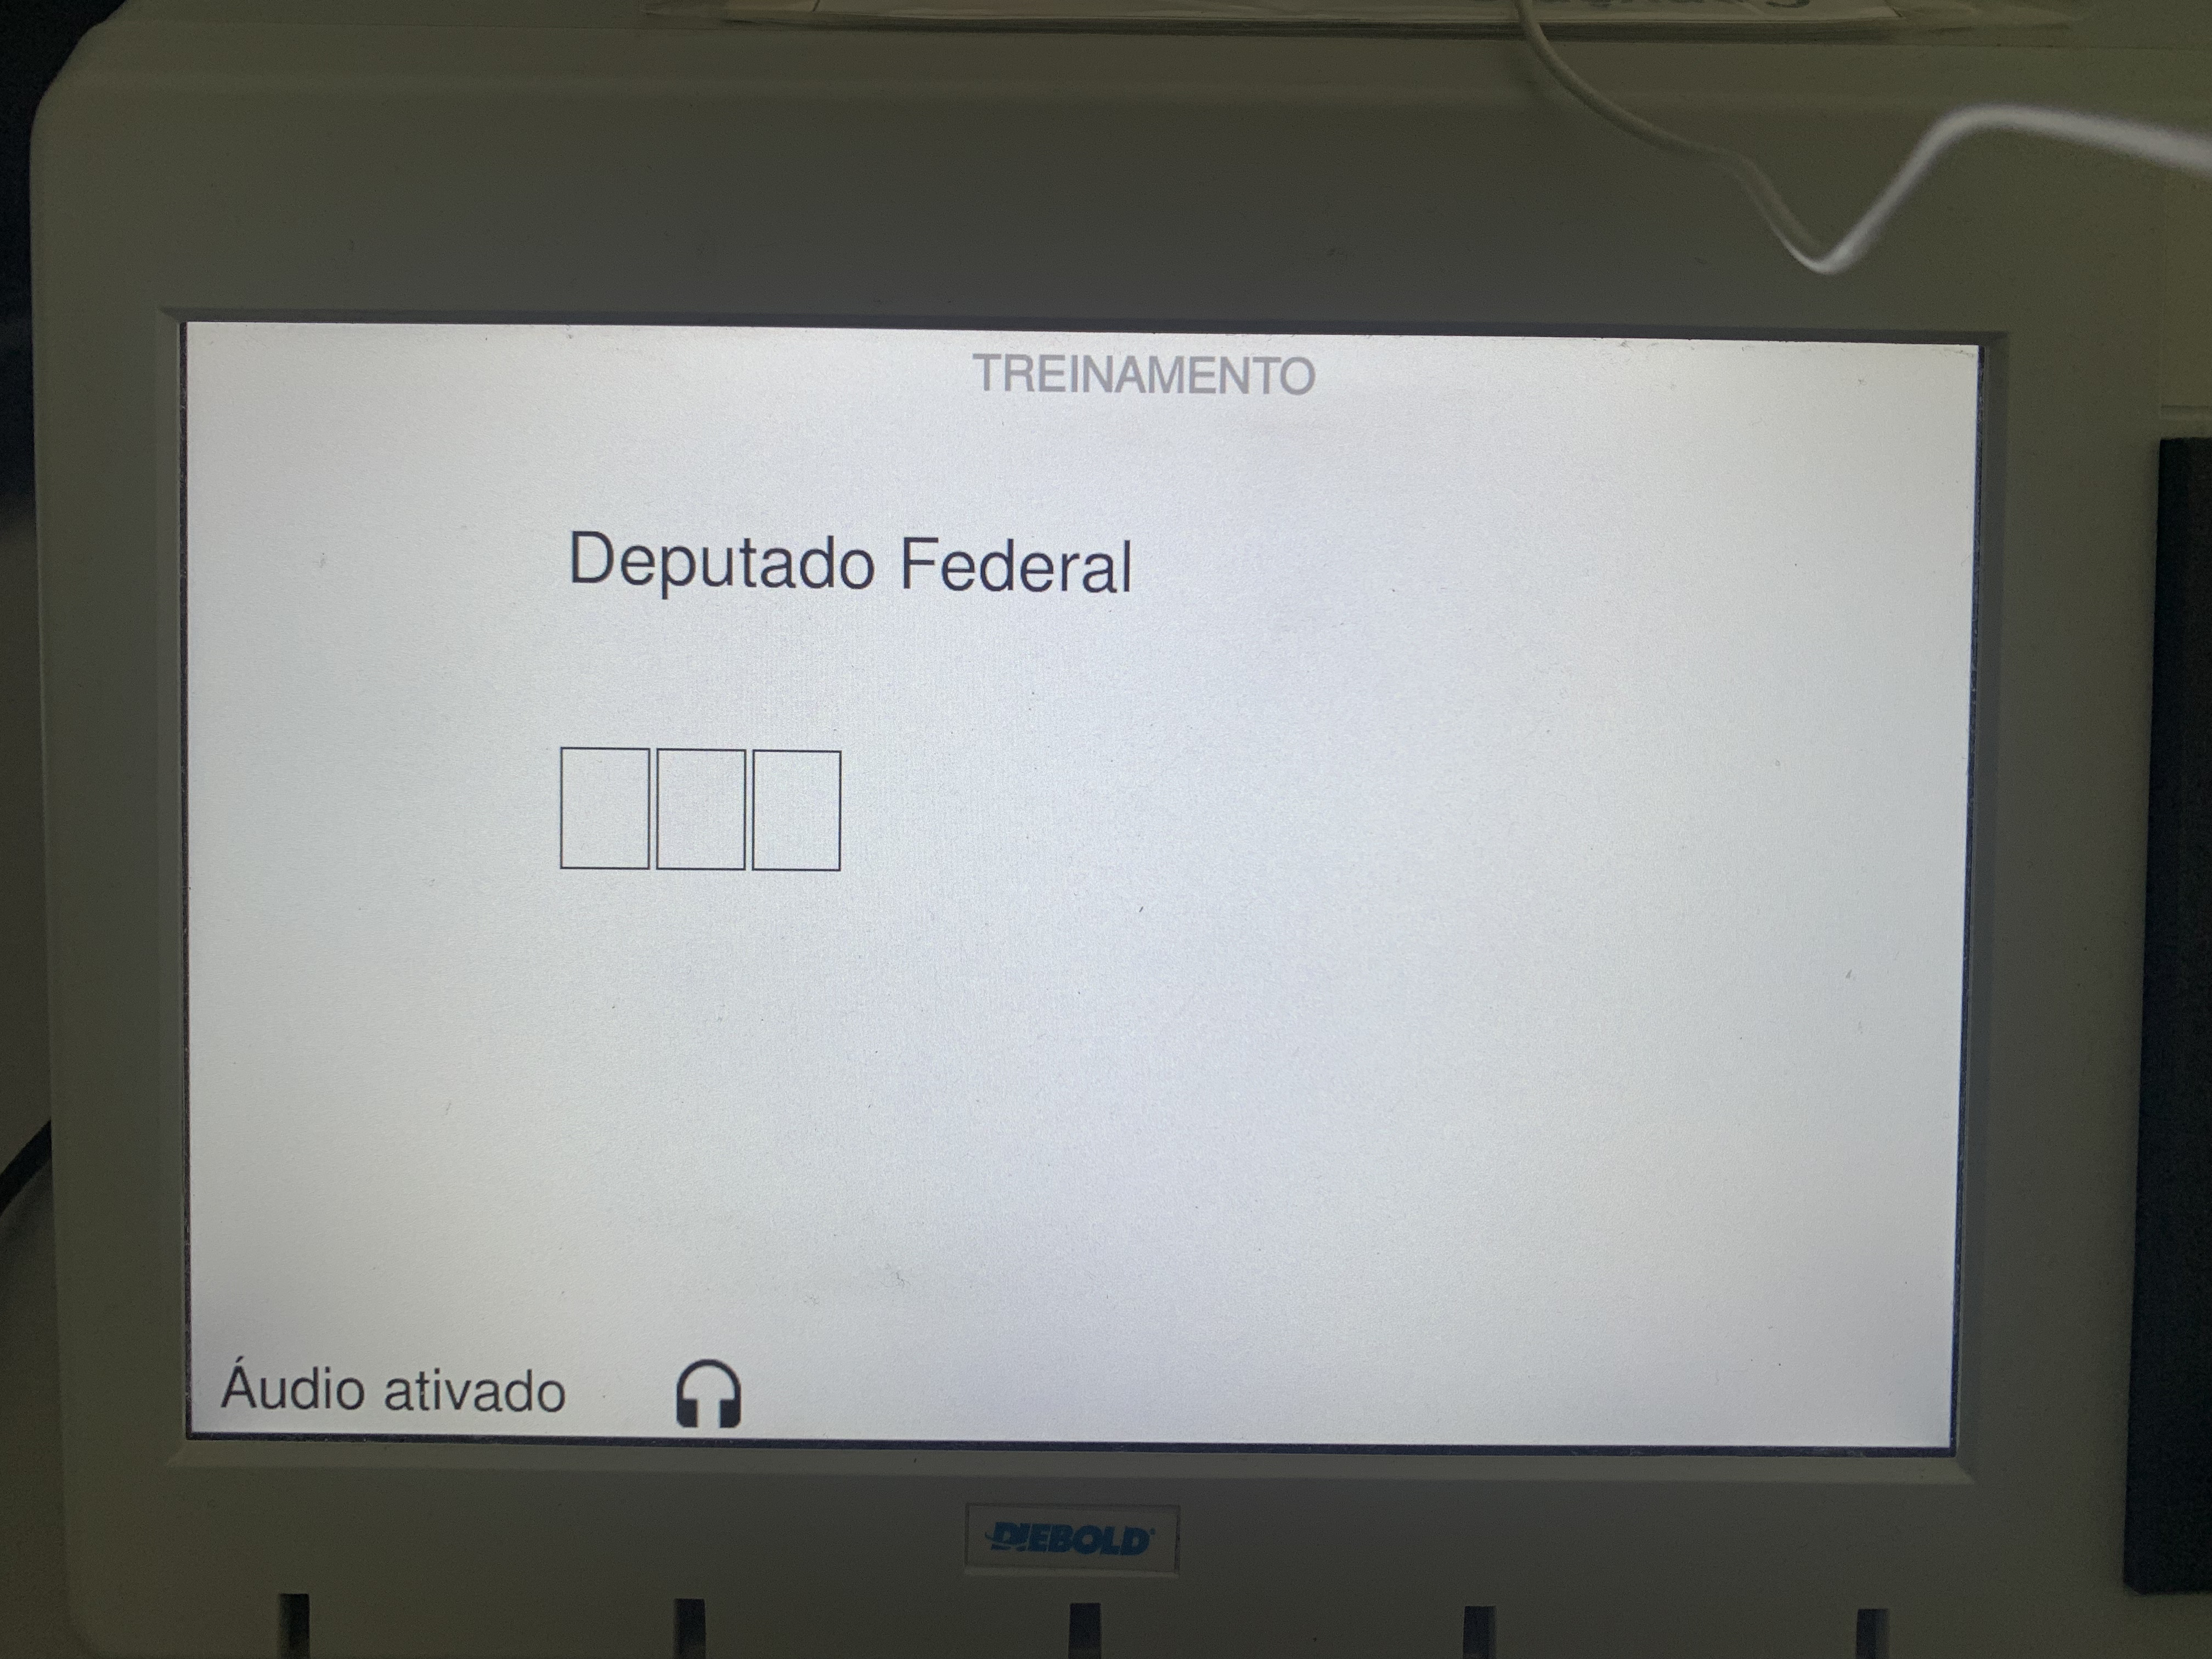 TREINAMENTO
Deputado Federal
Áudio ativado
DIEBOLD